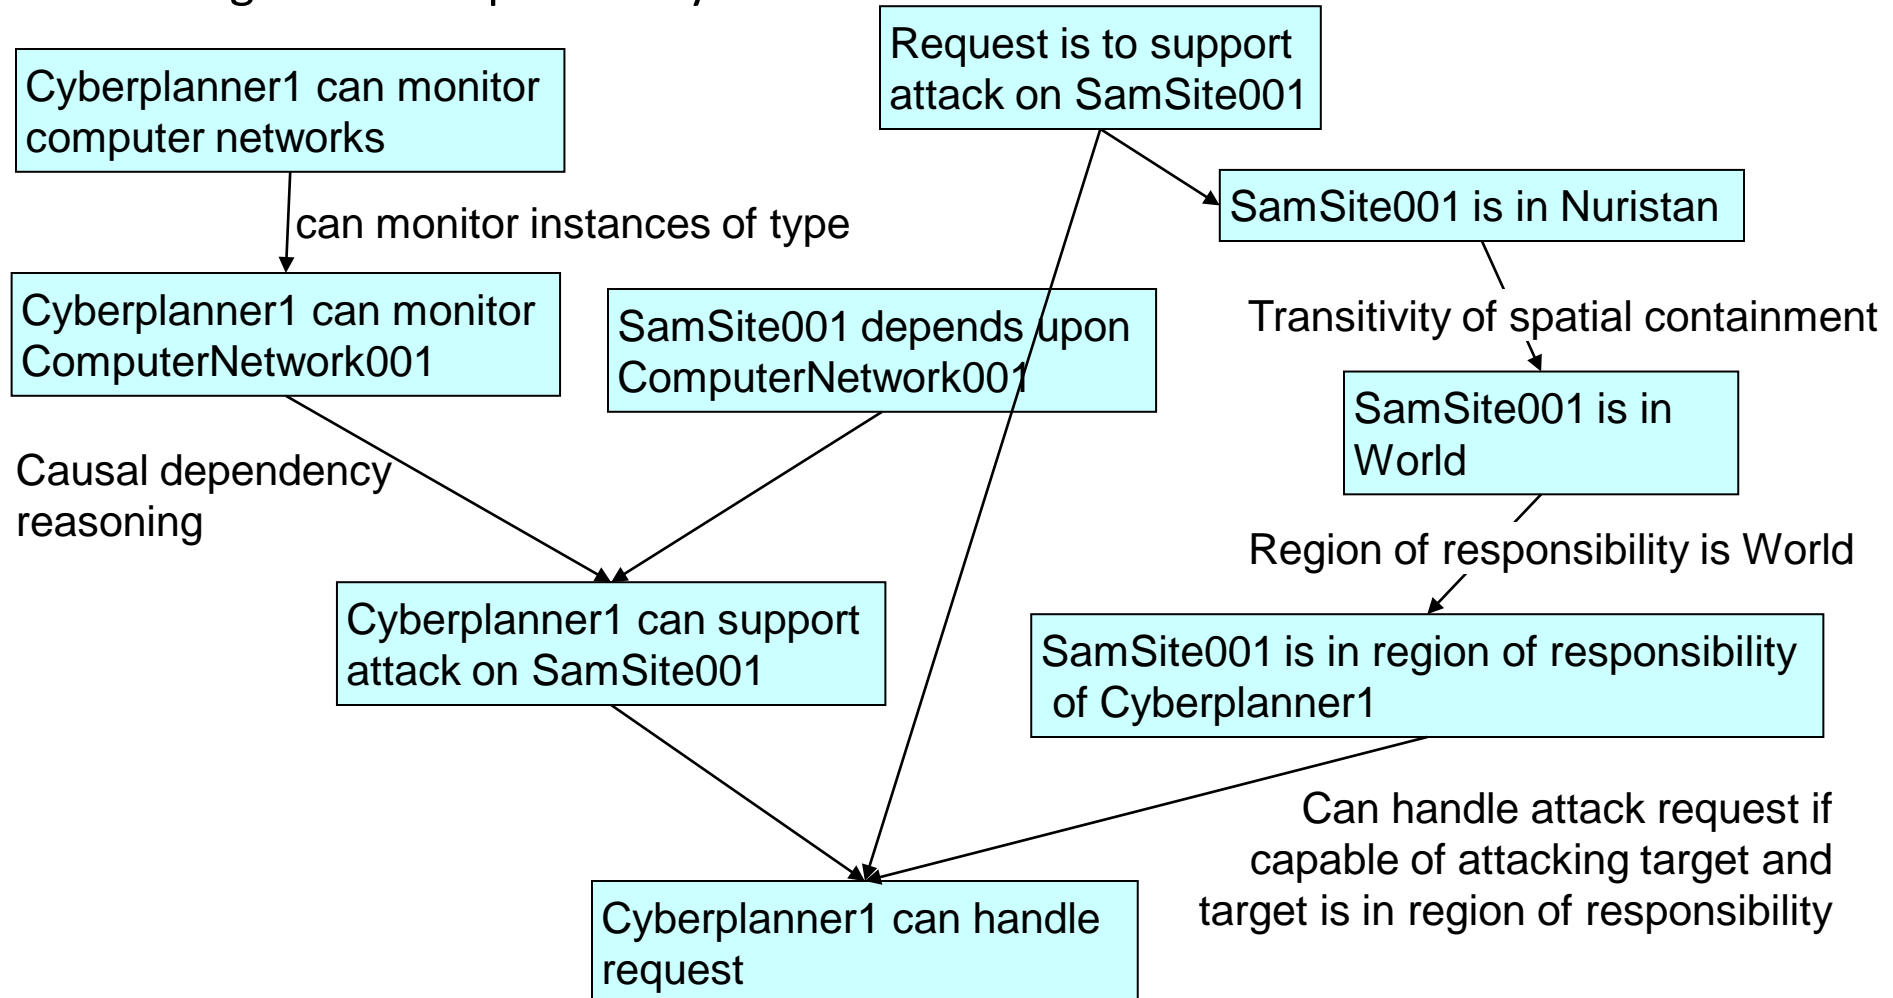 Request is to support
attack on SamSite001
Cyberplanner1 can monitor
computer networks
SamSite001 is in Nuristan
can monitor instances of type
Cyberplanner1 can monitor
ComputerNetwork001
SamSite001 depends upon
ComputerNetwork001
Transitivity of spatial containment
SamSite001 is in
World
Causal dependency
reasoning
Region of responsibility is World
Cyberplanner1 can support
attack on SamSite001
SamSite001 is in region of responsibility
of Cyberplanner1
Can handle attack request if
capable of attacking target and
target is in region of responsibility
Cyberplanner1 can handle
request